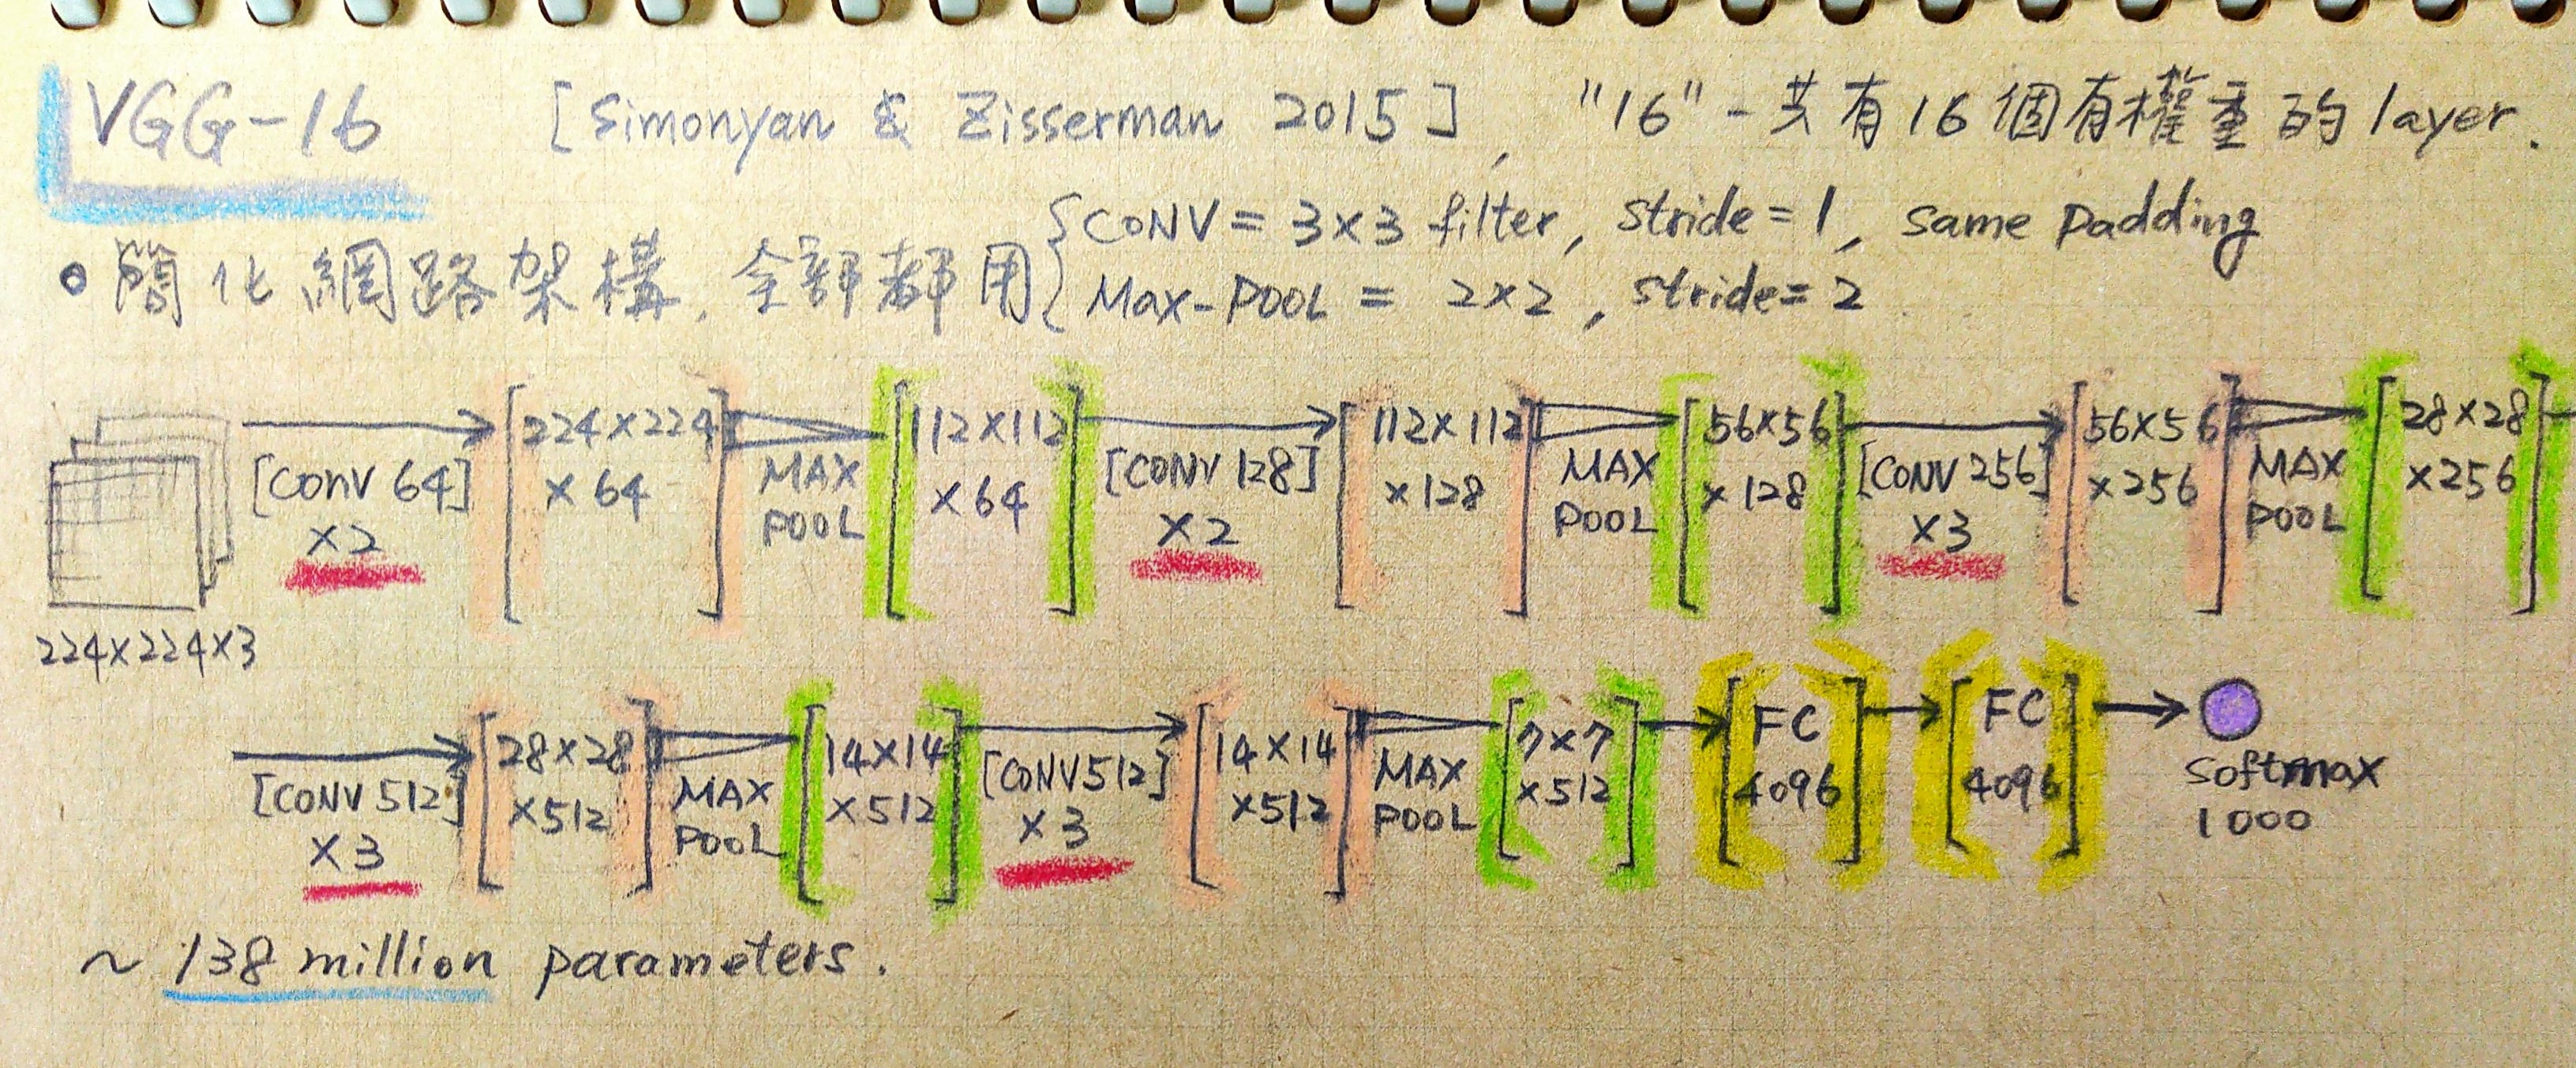 VGG-16 [Simonyan & Zisserman 2015], "16" - 共有16個有權重的layer.
。簡化網路架構, 全部都用{CONV = 3×3 filter, stride=1, same padding
Max-POOL = 2×2, stride=2
224×224 112×112 112×112 56×56 56×56 28×28
[CONV 64] ×64 MAX ×64 [CONV 128] ×128 MAX ×128 [CONV 256] ×256 MAX ×256
×2 POOL ×2 POOL ×3 POOL
224×224×3
28×28 14×14 14×14 7×7 FC FC
[CONV 512] ×512 MAX ×512 [CONV 512] ×512 MAX ×512 4096 4096 softmax
×3 POOL ×3 POOL 1000
~ 138 million parameters.